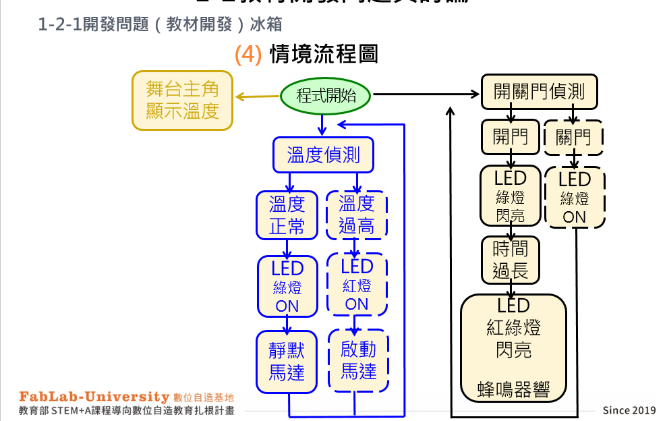 1-2-1開發問題（教材開發）冰箱
(4) 情境流程圖
舞台主角
顯示溫度
程式開始
溫度偵測
溫度
正常
LED
綠燈
ON
靜默
馬達
溫度
過高
LED
紅燈
ON
啟動
馬達
開關門偵測
開門
LED
綠燈
閃亮
時間
過長
LED
紅綠燈
閃亮
蜂鳴器響
關門
LED
綠燈
ON
FabLab-University 數位自造基地
教育部 STEM+A課程導向數位自造教育扎根計畫
Since 2019